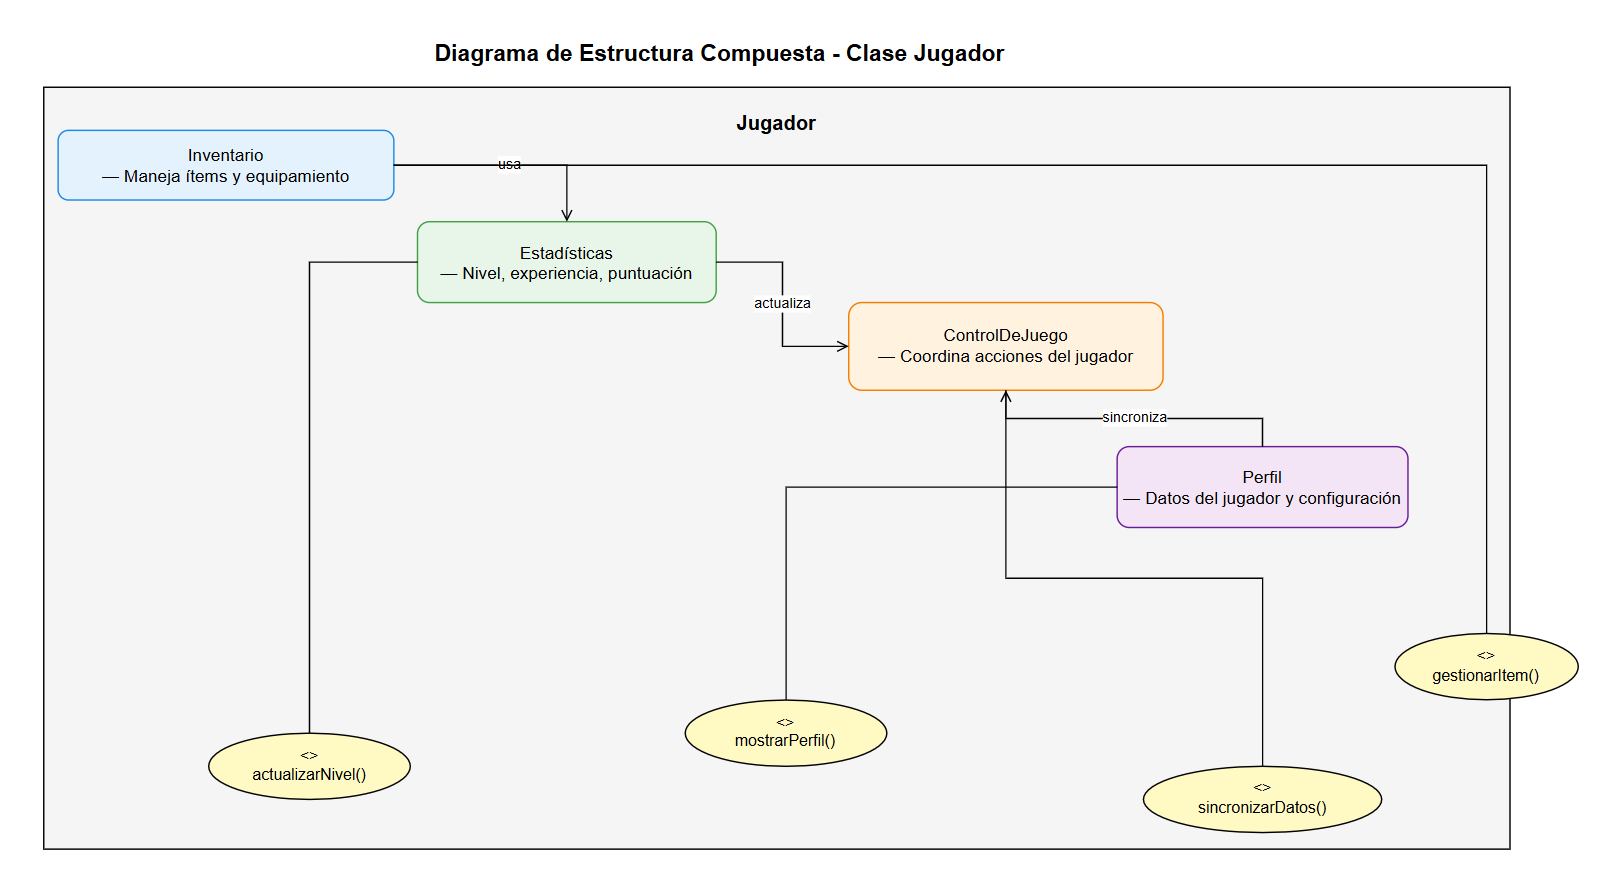 Diagrama de Estructura Compuesta - Clase Jugador
Jugador
Inventario
— Maneja ítems y equipamiento
usa
Estadísticas
— Nivel, experiencia, puntuación
actualiza
ControlDeJuego
— Coordina acciones del jugador
sincroniza
Perfil
— Datos del jugador y configuración
<>
gestionarItem()
<>
mostrarPerfil()
<>
actualizarNivel()
<>
sincronizarDatos()